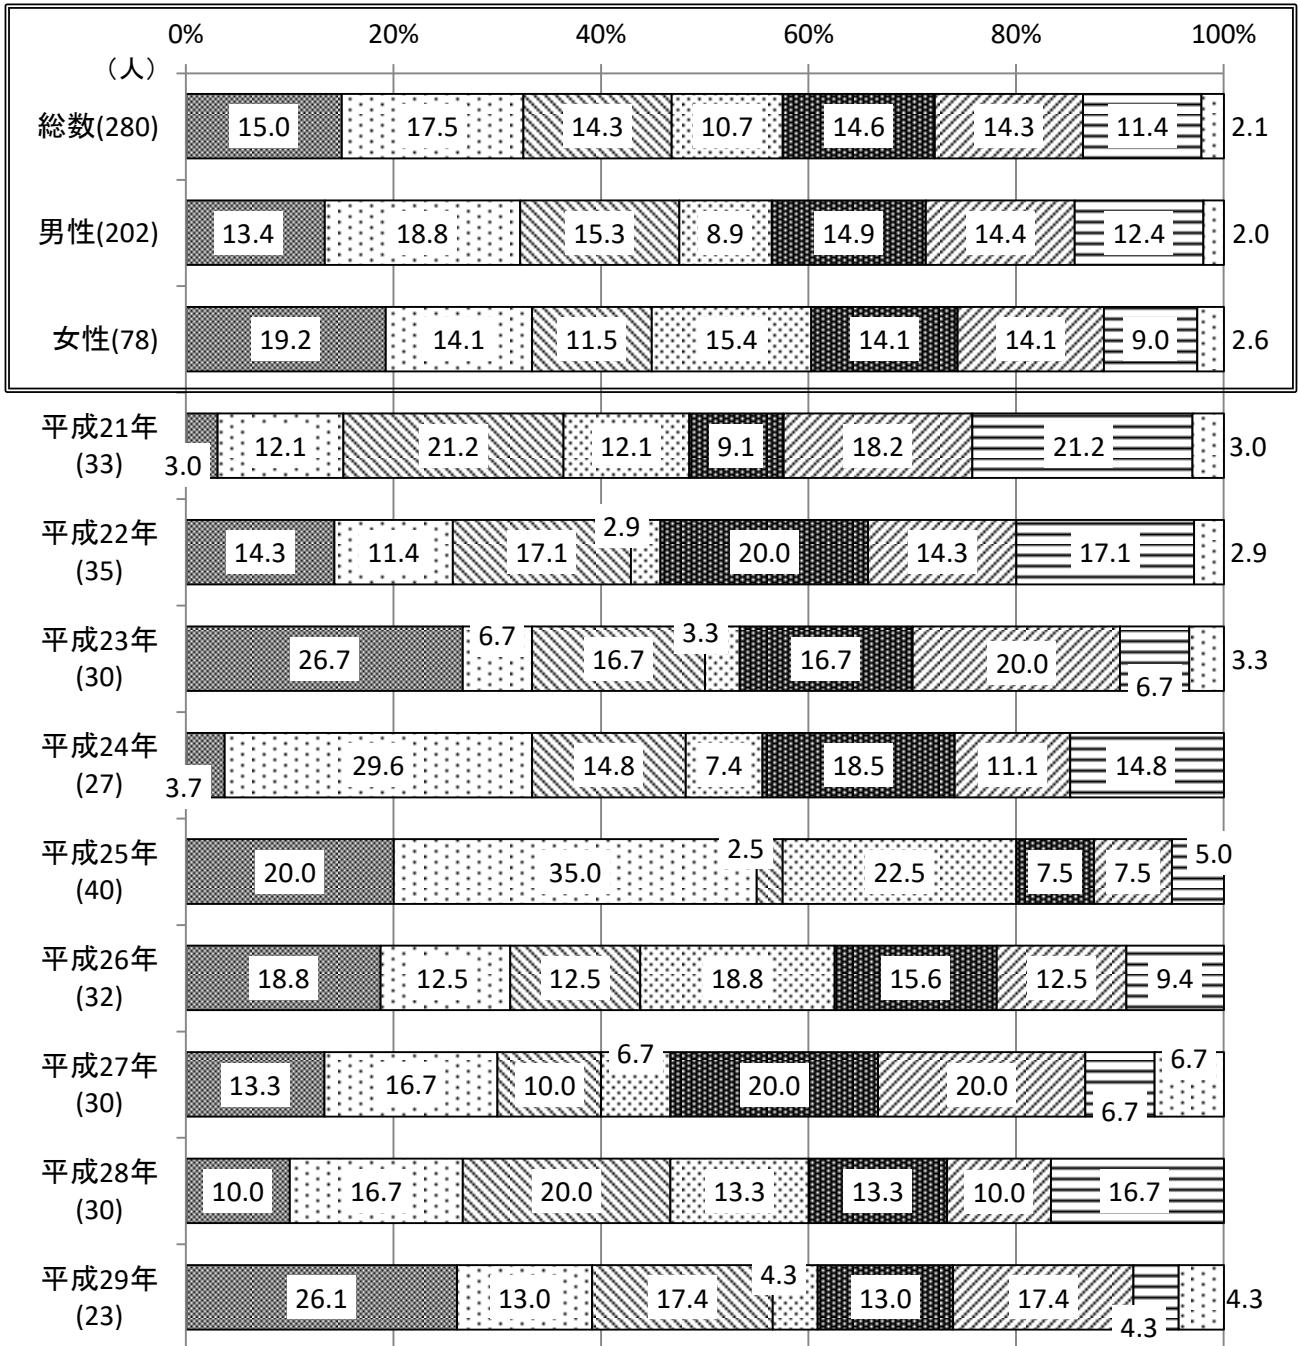 0% 20% 40% 60% 80% 100%
（人）
総数(280) 15.0 17.5 14.3 10.7 14.6 14.3 11.4 2.1
男性(202) 13.4 18.8 15.3 8.9 14.9 14.4 12.4 2.0
女性(78) 19.2 14.1 11.5 15.4 14.1 14.1 9.0 2.6
平成21年
(33) 3.0 12.1 21.2 12.1 9.1 18.2 21.2 3.0
平成22年
(35) 14.3 11.4 17.1 2.9 20.0 14.3 17.1 2.9
平成23年
(30) 26.7 6.7 16.7 3.3 16.7 20.0 6.7 3.3
平成24年
(27) 3.7 29.6 14.8 7.4 18.5 11.1 14.8
平成25年
(40) 20.0 35.0 2.5 22.5 7.5 7.5 5.0
平成26年
(32) 18.8 12.5 12.5 18.8 15.6 12.5 9.4
平成27年
(30) 13.3 16.7 10.0 6.7 20.0 20.0 6.7 6.7
平成28年
(30) 10.0 16.7 20.0 13.3 13.3 10.0 16.7
平成29年
(23) 26.1 13.0 17.4 4.3 13.0 17.4 4.3 4.3